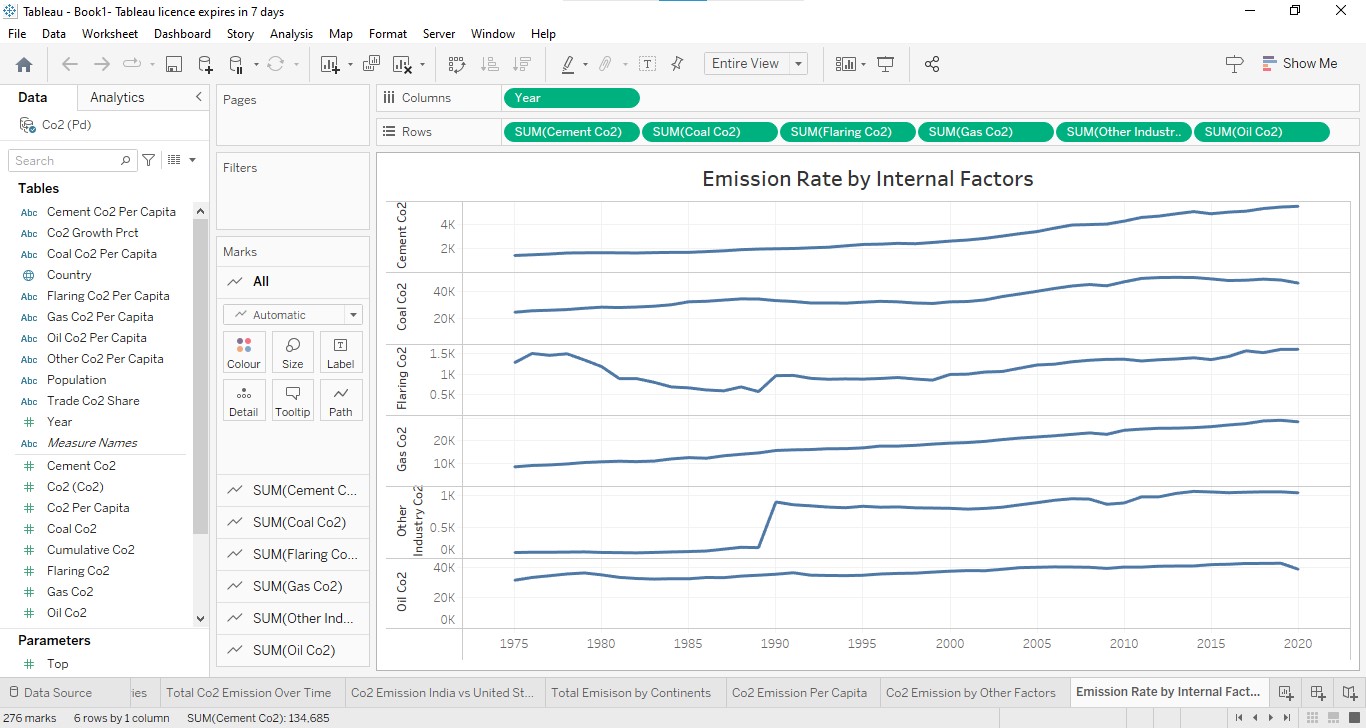 Tableau - Book1- Tableau licence expires in 7 days
File Data Worksheet Dashboard Story Analysis Map Format Server Window Help
Entire View
Show Me
Data Analytics
Co2 (Pd)
Search
Tables
Abc Cement Co2 Per Capita
Abc Co2 Growth Prct
Abc Coal Co2 Per Capita
Country
Abc Flaring Co2 Per Capita
Abc Gas Co2 Per Capita
Abc Oil Co2 Per Capita
Abc Other Co2 Per Capita
Abc Population
Abc Trade Co2 Share
# Year
Abc Measure Names
# Cement Co2
# Co2 (Co2)
# Co2 Per Capita
# Coal Co2
# Cumulative Co2
# Flaring Co2
# Gas Co2
# Oil Co2
Parameters
# Top
Pages
Filters
Marks
All
Automatic
Colour Size Label
Detail Tooltip Path
SUM(Cement C...
SUM(Coal Co2)
SUM(Flaring Co...
SUM(Gas Co2)
SUM(Other Ind...
SUM(Oil Co2)
Columns Year
Rows SUM(Cement Co2) SUM(Coal Co2) SUM(Flaring Co2) SUM(Gas Co2) SUM(Other Industr.. SUM(Oil Co2)
Emission Rate by Internal Factors
Cement Co2
4K
2K
Coal Co2
40K
20K
Flaring Co2
1.5K
1K
0.5K
Gas Co2
20K
10K
Other
Industry Co2
1K
0.5K
0K
Oil Co2
40K
20K
0K
1975 1980 1985 1990 1995 2000 2005 2010 2015 2020
Data Source ies Total Co2 Emission Over Time Co2 Emission India vs United St... Total Emisison by Continents Co2 Emission Per Capita Co2 Emission by Other Factors Emission Rate by Internal Fact...
276 marks 6 rows by 1 column SUM(Cement Co2): 134,685